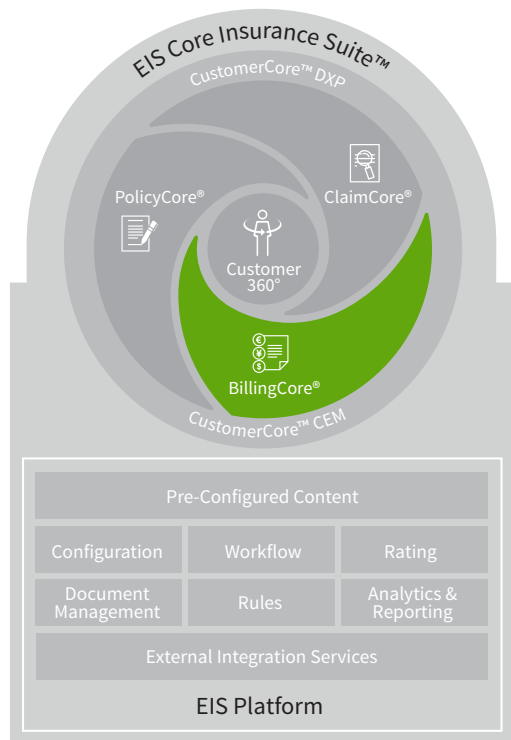 EIS Core Insurance Suite™
CustomerCore™ DXP
PolicyCore®
ClaimCore®
Customer
360°
€
¥
$
BillingCore®
CustomerCore™ CEM
Pre-Configured Content
Configuration
Workflow
Rating
Document
Management
Rules
Analytics &
Reporting
External Integration Services
EIS Platform